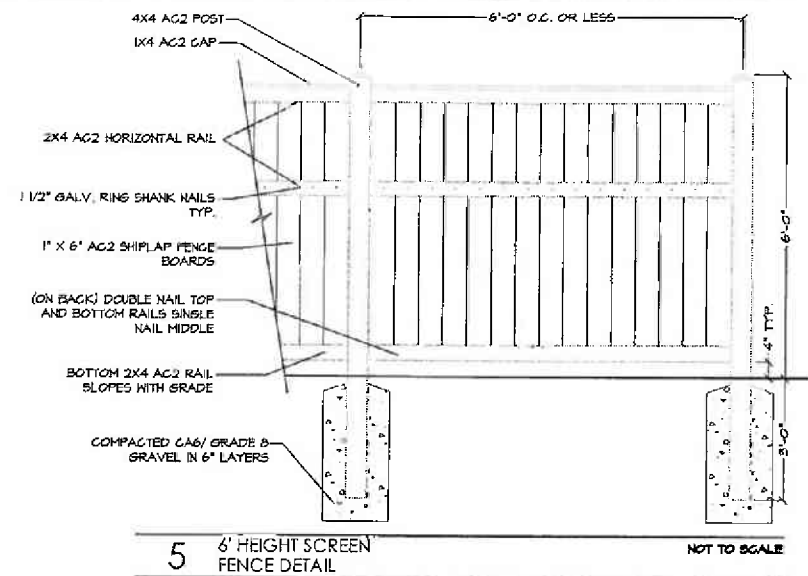 4X4 AC2 POST
6'-0" O.C. OR LESS
1X4 AC2 CAP
2X4 AC2 HORIZONTAL RAIL
1 1/2" GALV. RING SHANK NAILS
TYP.
1" X 6" AC2 SHIPLAP FENCE
BOARDS
(ON BACK) DOUBLE NAIL TOP
AND BOTTOM RAILS SINGLE
NAIL MIDDLE
BOTTOM 2X4 AC2 RAIL
SLOPES WITH GRADE
COMPACTED CA6/ GRADE 8
GRAVEL IN 6" LAYERS
6'-0"
4" TYP.
3'-0"
5
6' HEIGHT SCREEN
FENCE DETAIL
NOT TO SCALE